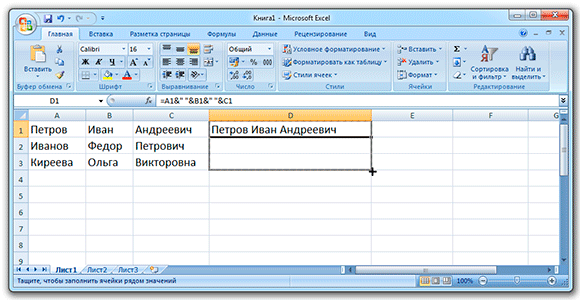 Книга1 - Microsoft Excel
Главная Вставка Разметка страницы Формулы Данные Рецензирование Вид
Вставить
Буфер обмена
Calibri 16
Ж К Ч
Шрифт
Выравнивание
Общий
% 000
Число
Условное форматирование
Форматировать как таблицу
Стили ячеек
Стили
Вставить
Удалить
Формат
Ячейки
Σ
Сортировка и фильтр
Найти и выделить
Редактирование
D1 fx =A1&" "&B1&" "&C1
A B C D E F G
1 Петров Иван Андреевич Петров Иван Андреевич
2 Иванов Федор Петрович
3 Киреева Ольга Викторовна
4
5
6
7
8
9
Лист1 Лист2 Лист3
Тащите, чтобы заполнить ячейки рядом значений 100%